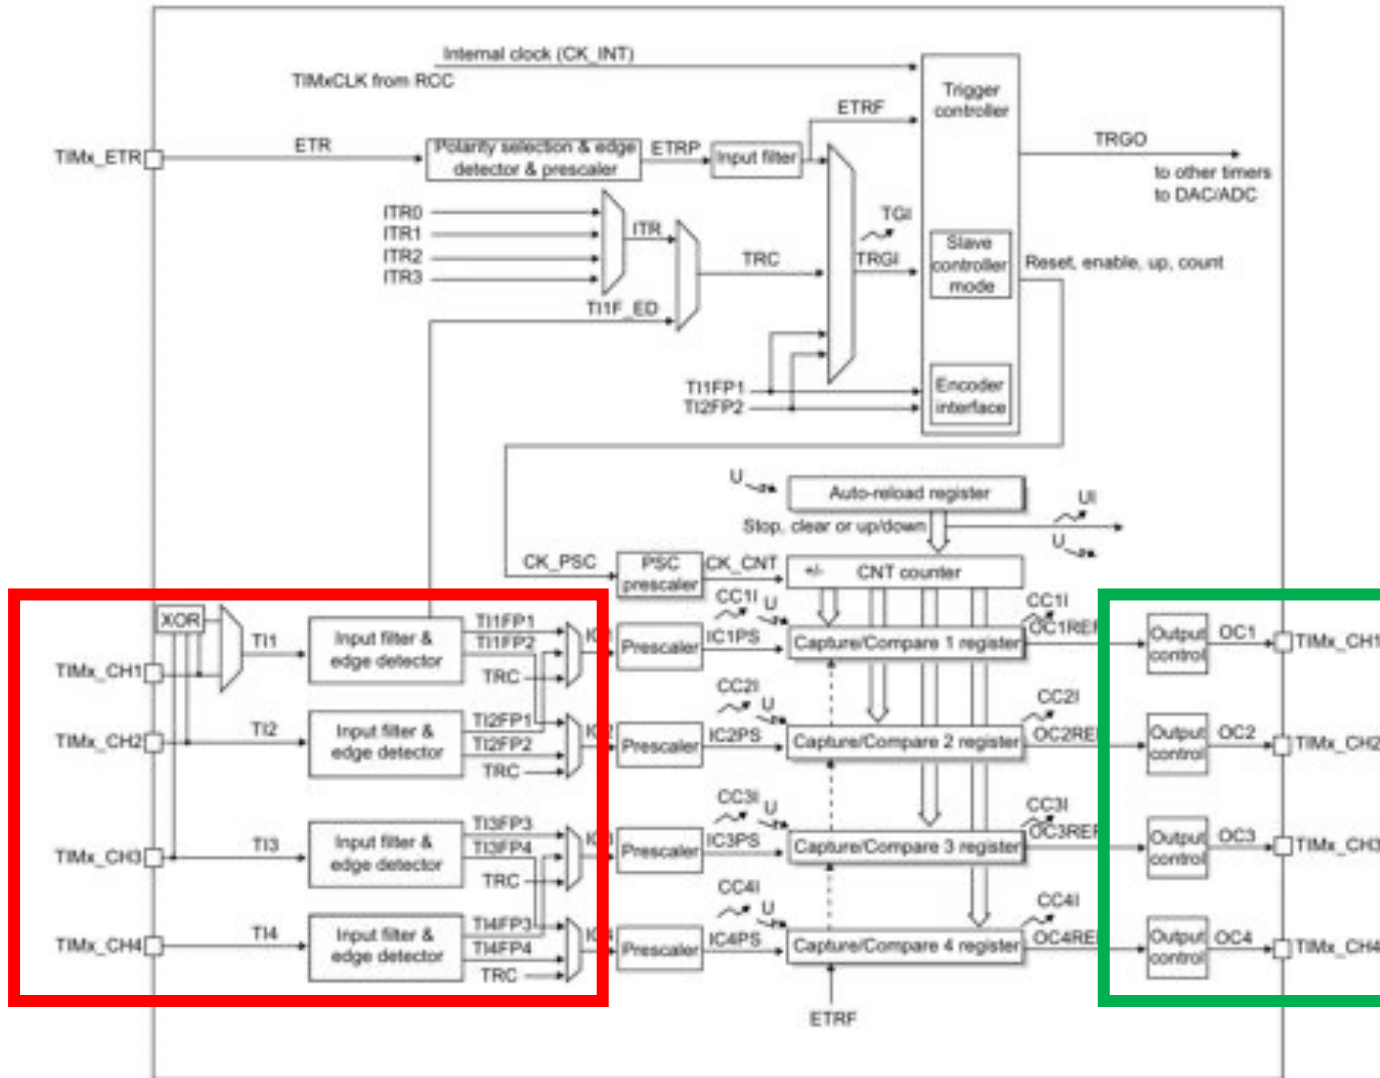 Internal clock (CK_INT)
TIMxCLK from RCC
Trigger
controller
ETRF
TIMx_ETR
ETR
Polarity selection & edge
detector & prescaler
ETRP
Input filter
TRGO
to other timers
to DAC/ADC
ITR0
ITR1
ITR2
ITR3
ITR
TRC
TGI
TRGI
Slave
controller
mode
Reset, enable, up, count
TI1F_ED
TI1FP1
TI2FP2
Encoder
interface
U
Auto-reload register
UI
Stop, clear or up/down
U
CK_PSC
PSC
prescaler
CK_CNT
+/-
CNT counter
XOR
TIMx_CH1
TI1
Input filter &
edge detector
TI1FP1
TI1FP2
TRC
Prescaler
IC1PS
CC1I
U
Capture/Compare 1 register
CC1I
Output
control
OC1
TIMx_CH1
TIMx_CH2
TI2
Input filter &
edge detector
TI2FP1
TI2FP2
TRC
Prescaler
IC2PS
CC2I
U
Capture/Compare 2 register
CC2I
Output
control
OC2
TIMx_CH2
TIMx_CH3
TI3
Input filter &
edge detector
TI3FP3
TI3FP4
TRC
Prescaler
IC3PS
CC3I
U
Capture/Compare 3 register
CC3I
Output
control
OC3
TIMx_CH3
TIMx_CH4
TI4
Input filter &
edge detector
TI4FP3
TI4FP4
TRC
Prescaler
IC4PS
CC4I
U
Capture/Compare 4 register
CC4I
Output
control
OC4
TIMx_CH4
ETRF